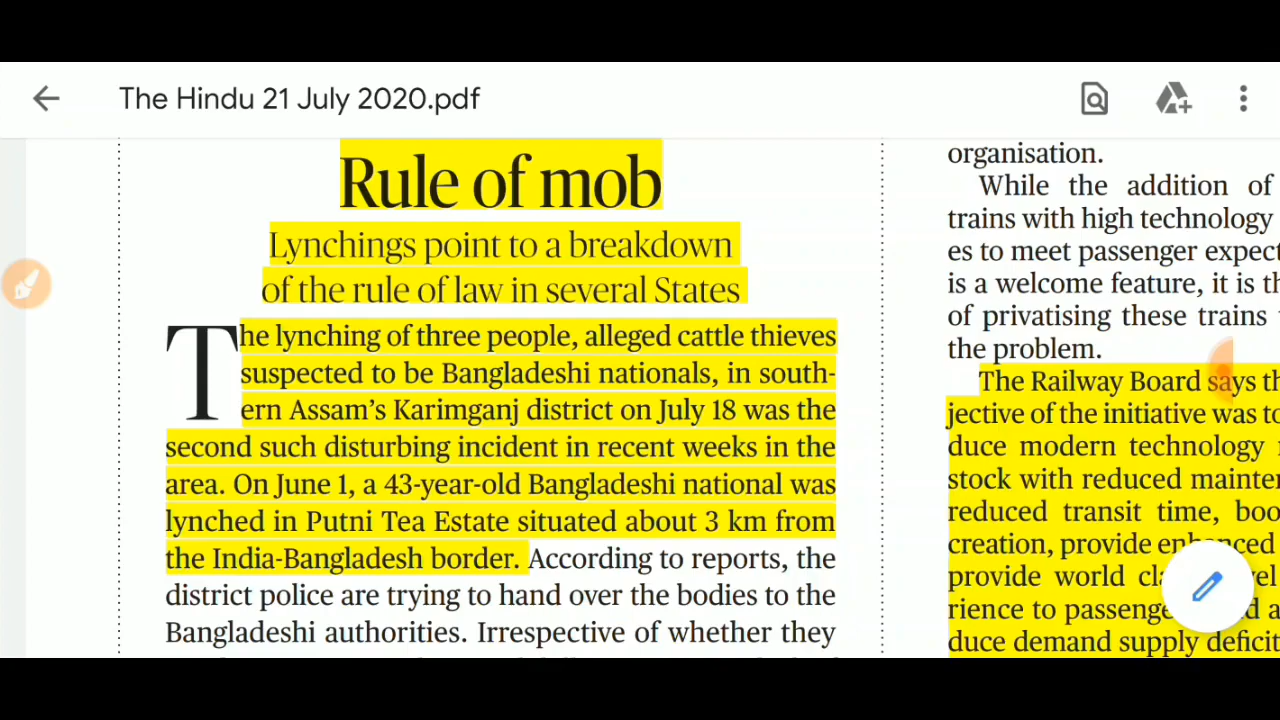 The Hindu 21 July 2020.pdf
Rule of mob
Lynchings point to a breakdown
of the rule of law in several States
The lynching of three people, alleged cattle thieves
suspected to be Bangladeshi nationals, in south-
ern Assam's Karimganj district on July 18 was the
second such disturbing incident in recent weeks in the
area. On June 1, a 43-year-old Bangladeshi national was
lynched in Putni Tea Estate situated about 3 km from
the India-Bangladesh border. According to reports, the
district police are trying to hand over the bodies to the
Bangladeshi authorities. Irrespective of whether they
organisation.
While the addition of
trains with high technology
es to meet passenger expect
is a welcome feature, it is th
of privatising these trains
the problem.
The Railway Board says th
jective of the initiative was to
duce modern technology
stock with reduced mainten
reduced transit time, boo
creation, provide enhanced
provide world cla
rience to passenge
duce demand supply deficit